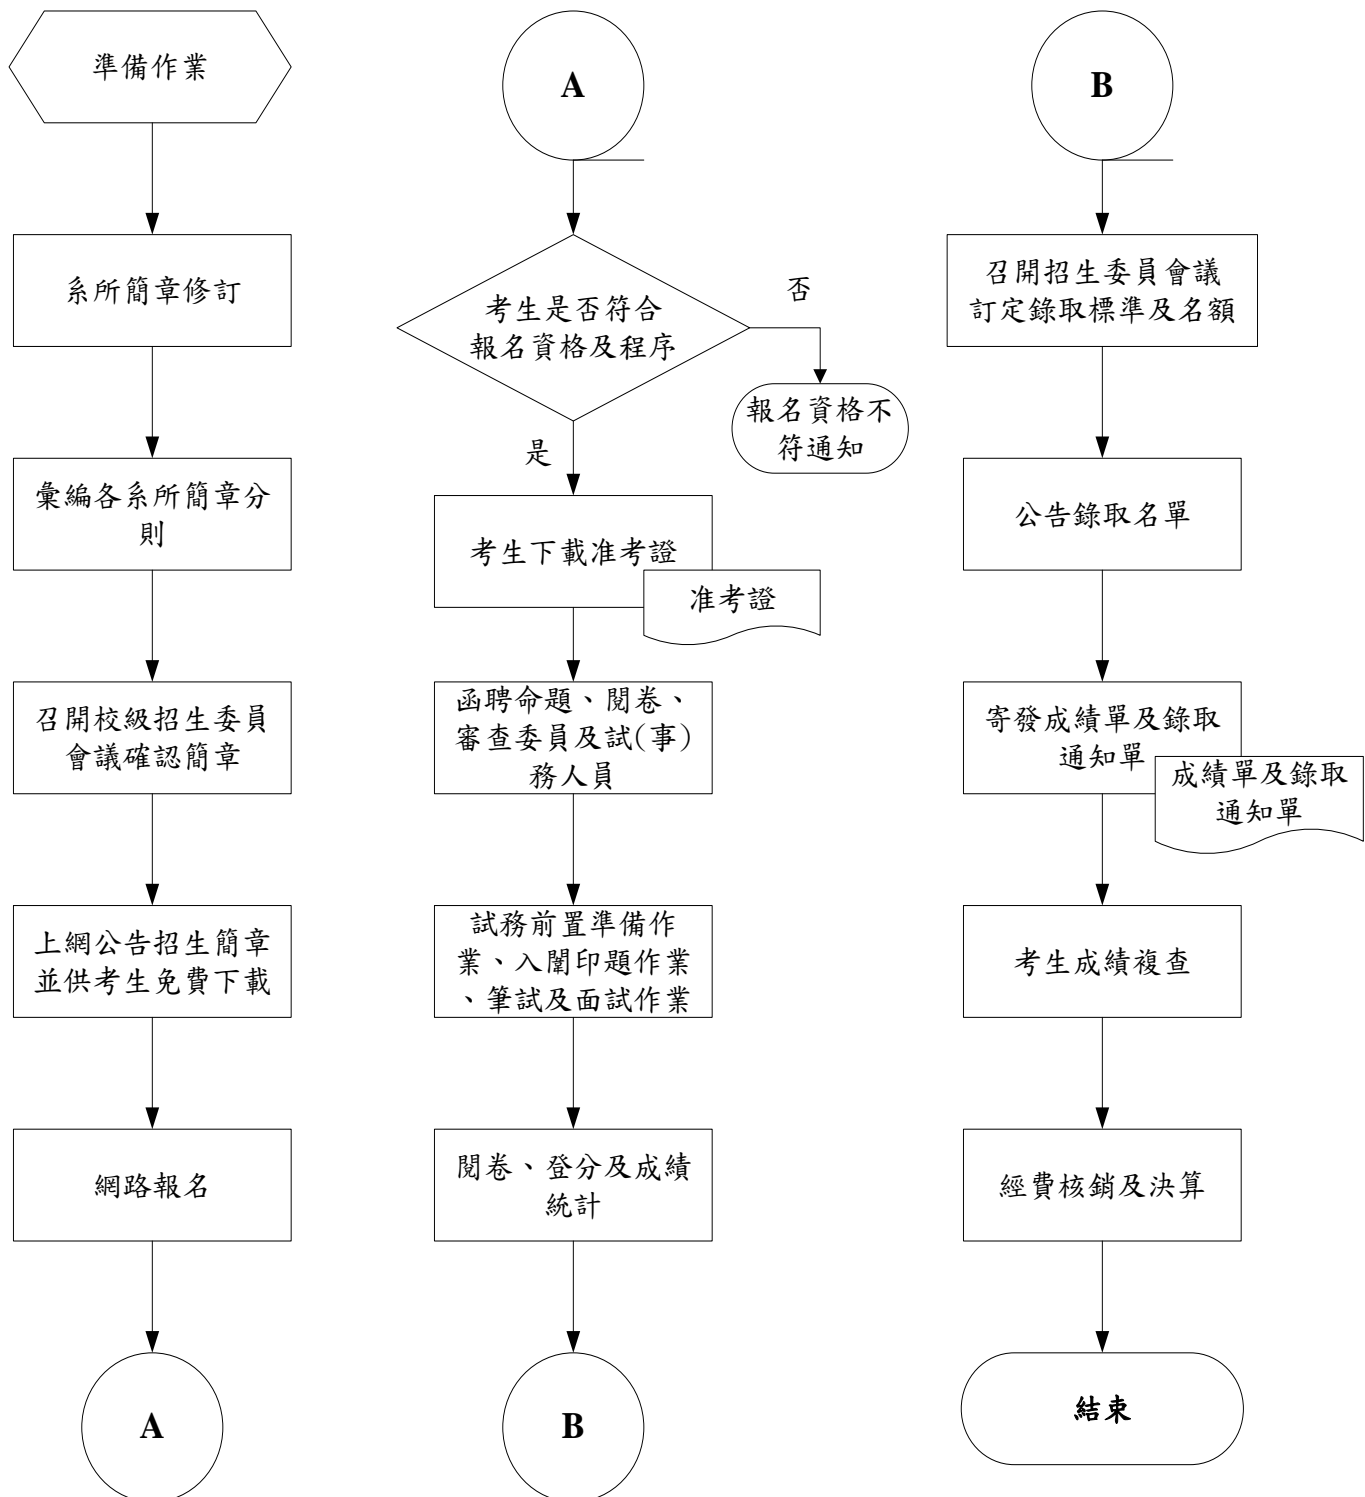 準備作業
系所簡章修訂
彙編各系所簡章分
則
召開校級招生委員
會議確認簡章
上網公告招生簡章
並供考生免費下載
網路報名
A
A
考生是否符合
報名資格及程序
否
報名資格不
符通知
是
考生下載准考證
准考證
函聘命題、閱卷、
審查委員及試(事)
務人員
試務前置準備作
業、入闈印題作業
、筆試及面試作業
閱卷、登分及成績
統計
B
B
召開招生委員會議
訂定錄取標準及名額
公告錄取名單
寄發成績單及錄取
通知單
成績單及錄取
通知單
考生成績複查
經費核銷及決算
結束